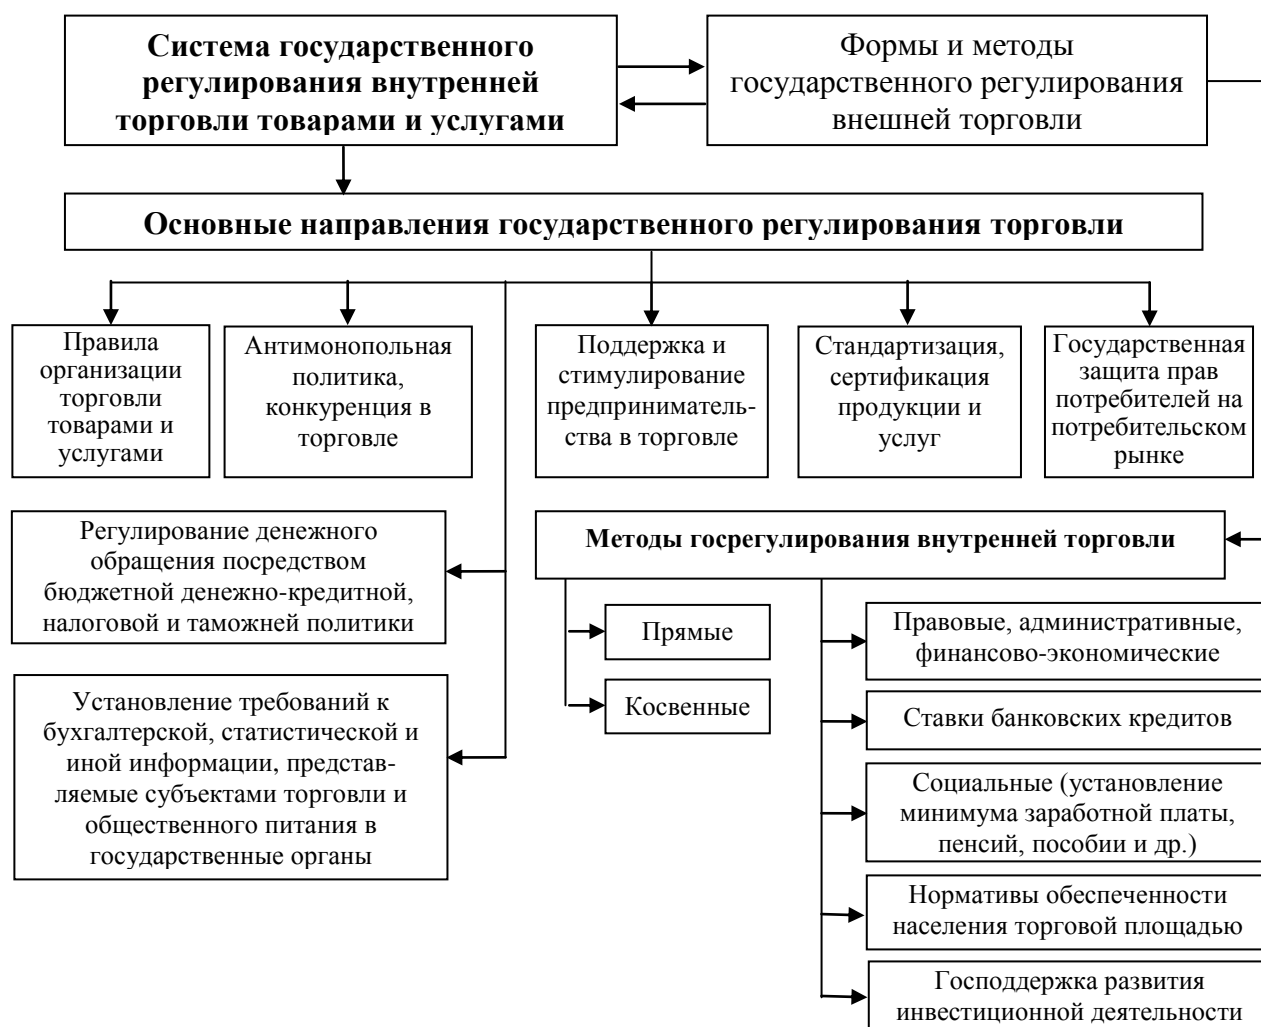 Система государственного
регулирования внутренней
торговли товарами и услугами
Формы и методы
государственного регулирования
внешней торговли
Основные направления государственного регулирования торговли
Правила
организации
торговли
товарами и
услугами
Антимонопольная
политика,
конкуренция в
торговле
Поддержка и
стимулирование
предприниматель-
ства в торговле
Стандартизация,
сертификация
продукции и
услуг
Государственная
защита прав
потребителей на
потребительском
рынке
Регулирование денежного
обращения посредством
бюджетной денежно-кредитной,
налоговой и таможней политики
Установление требований к
бухгалтерской, статистической и
иной информации, представ-
ляемые субъектами торговли и
общественного питания в
государственные органы
Методы госрегулирования внутренней торговли
Прямые
Косвенные
Правовые, административные,
финансово-экономические
Ставки банковских кредитов
Социальные (установление
минимума заработной платы,
пенсий, пособии и др.)
Нормативы обеспеченности
населения торговой площадью
Господдержка развития
инвестиционной деятельности